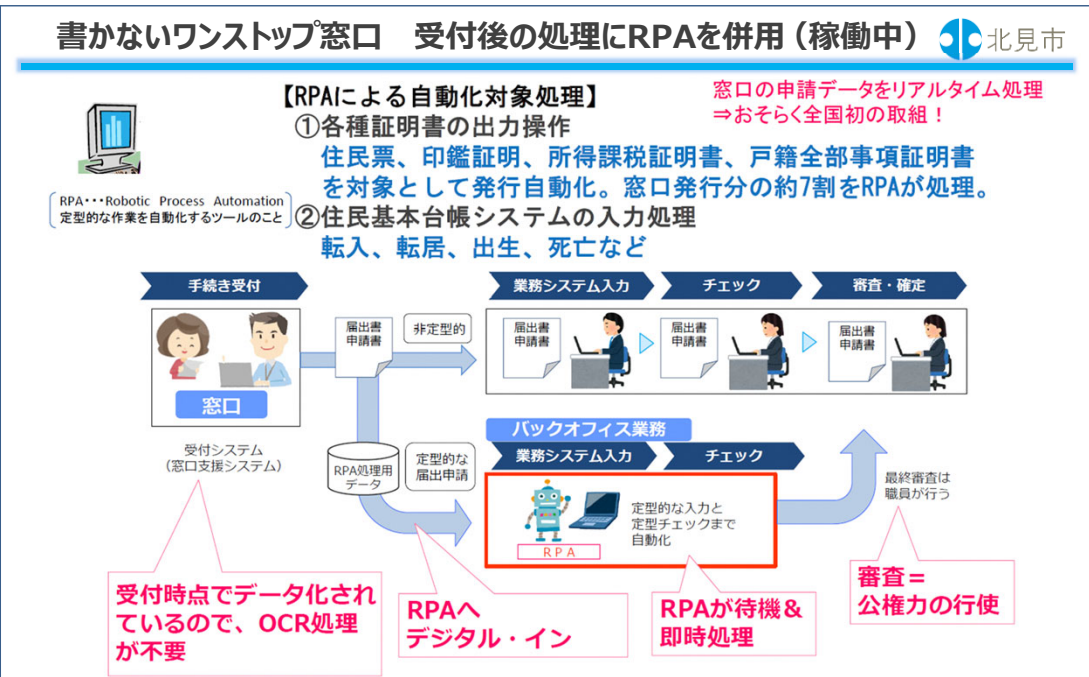 書かないワンストップ窓口　受付後の処理にRPAを併用（稼働中）
北見市
窓口の申請データをリアルタイム処理
⇒おそらく全国初の取組！
【RPAによる自動化対象処理】
①各種証明書の出力操作
住民票、印鑑証明、所得課税証明書、戸籍全部事項証明書
を対象として発行自動化。窓口発行分の約7割をRPAが処理。
RPA･･･Robotic Process Automation
定型的な作業を自動化するツールのこと
②住民基本台帳システムの入力処理
転入、転居、出生、死亡など
手続き受付
業務システム入力
チェック
審査・確定
届出書
申請書
非定型的
届出書
申請書
届出書
申請書
届出書
申請書
窓口
受付システム
（窓口支援システム）
RPA処理用
データ
定型的な
届出申請
バックオフィス業務
業務システム入力
チェック
定型的な入力と
定型チェックまで
自動化
RPA
最終審査は
職員が行う
受付時点でデータ化され
ているので、OCR処理
が不要
RPAへ
デジタル・イン
RPAが待機＆
即時処理
審査＝
公権力の行使